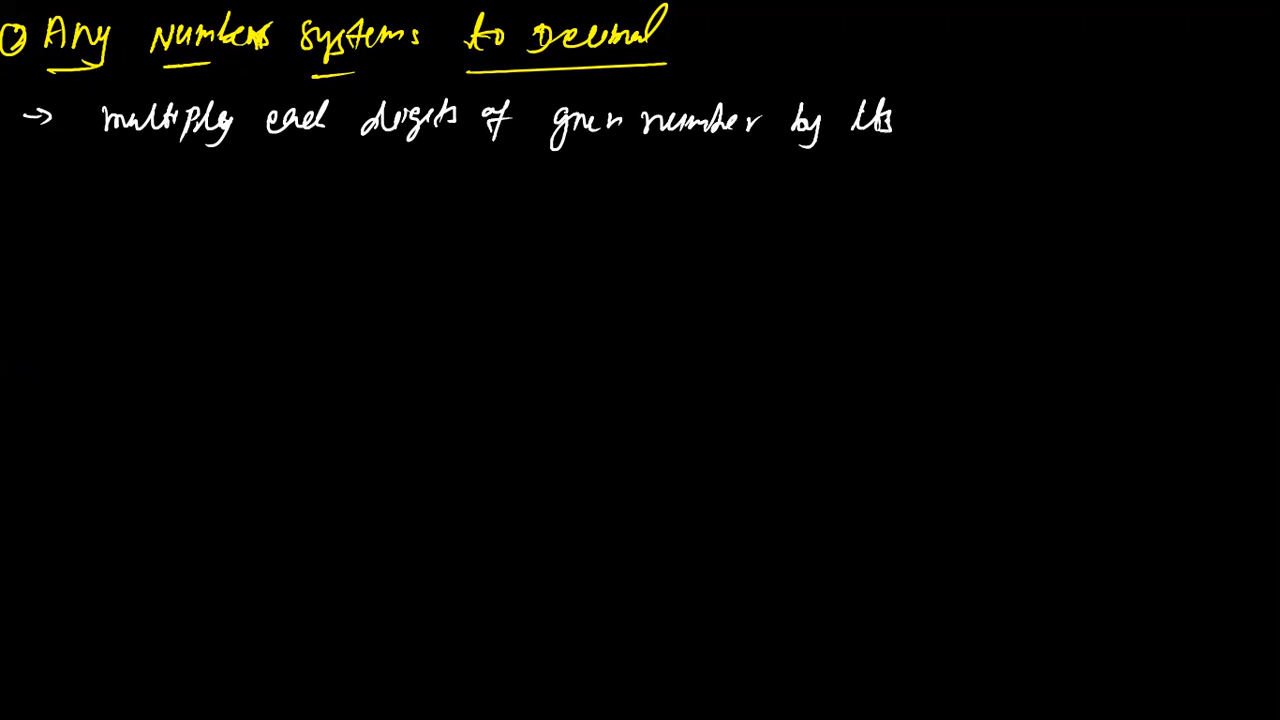 Any Numbers systems to Decimal
→ multiply each digits of given number by its